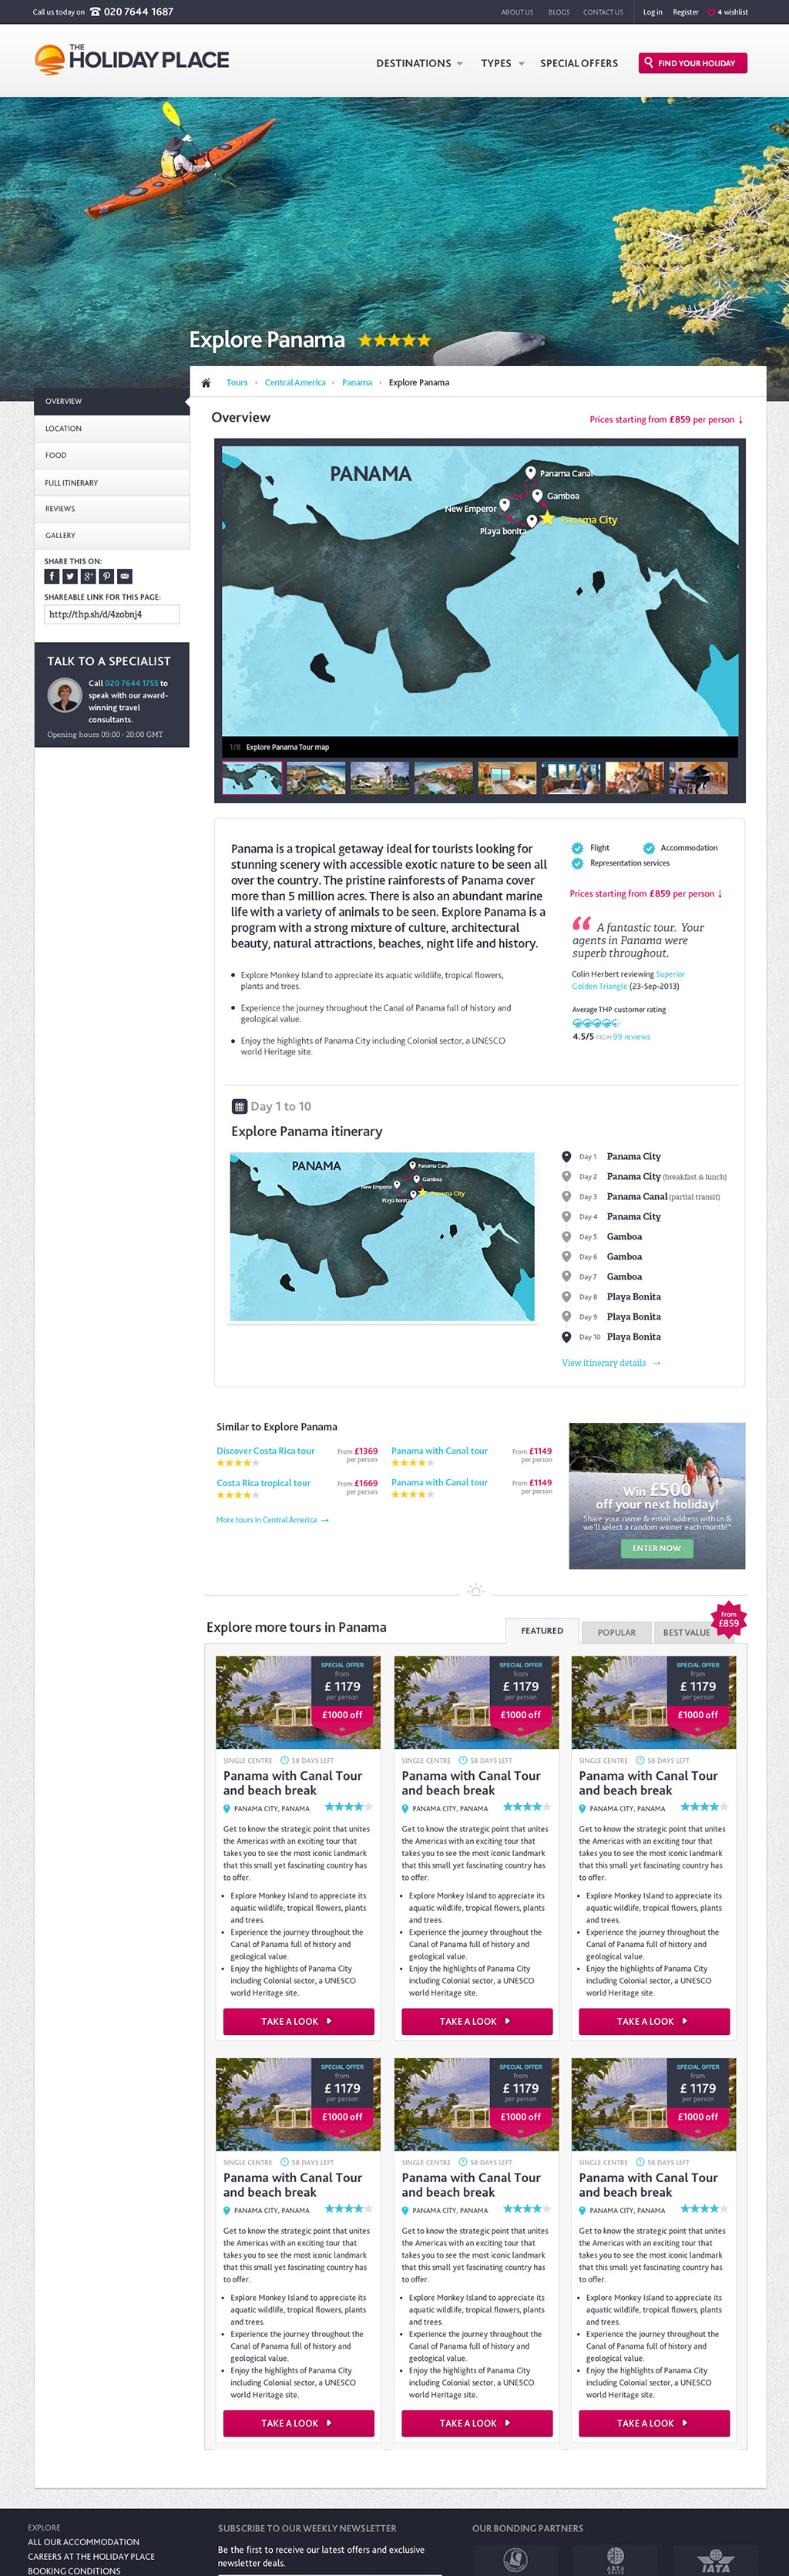 Call us today on 020 7644 1687
ABOUT US BLOGS CONTACT US Log in Register 4 wishlist
THE
HOLIDAY PLACE
DESTINATIONS TYPES SPECIAL OFFERS FIND YOUR HOLIDAY
Explore Panama
Tours › Central America › Panama › Explore Panama
OVERVIEW
LOCATION
FOOD
FULL ITINERARY
REVIEWS
GALLERY
SHARE THIS ON:
SHAREABLE LINK FOR THIS PAGE:
http://thp.sh/d/4zobnj4
TALK TO A SPECIALIST
Call 020 7644 1755 to
speak with our award-
winning travel
consultants.
Opening hours 09:00 - 20:00 GMT
Overview
Prices starting from £859 per person ↓
PANAMA
Panama Canal
Gamboa
New Emperor
Panama City
Playa bonita
1/8 Explore Panama Tour map
Panama is a tropical getaway ideal for tourists looking for
stunning scenery with accessible exotic nature to be seen all
over the country. The pristine rainforests of Panama cover
more than 5 million acres. There is also an abundant marine
life with a variety of animals to be seen. Explore Panama is a
program with a strong mixture of culture, architectural
beauty, natural attractions, beaches, night life and history.
• Explore Monkey Island to appreciate its aquatic wildlife, tropical flowers,
plants and trees.
• Experience the journey throughout the Canal of Panama full of history and
geological value.
• Enjoy the highlights of Panama City including Colonial sector, a UNESCO
world Heritage site.
Flight Accommodation
Representation services
Prices starting from £859 per person ↓
“ A fantastic tour. Your
agents in Panama were
superb throughout.
Colin Herbert reviewing Superior
Golden Triangle (23-Sep-2013)
Average THP customer rating
4.5/5 FROM 99 reviews
Day 1 to 10
Explore Panama itinerary
PANAMA
Panama Canal
Gamboa
New Emperor
Panama City
Playa bonita
Day 1 Panama City
Day 2 Panama City (breakfast & lunch)
Day 3 Panama Canal (partial transit)
Day 4 Panama City
Day 5 Gamboa
Day 6 Gamboa
Day 7 Gamboa
Day 8 Playa Bonita
Day 9 Playa Bonita
Day 10 Playa Bonita
View itinerary details →
Similar to Explore Panama
Discover Costa Rica tour From £1369 per person
Panama with Canal tour From £1149 per person
Costa Rica tropical tour From £1669 per person
Panama with Canal tour From £1149 per person
More tours in Central America →
Win £500
off your next holiday!
Share your name & email address with us &
we'll select a random winner each month!*
ENTER NOW
Explore more tours in Panama
FEATURED POPULAR BEST VALUE
From
£859
SPECIAL OFFER
from
£ 1179
per person
£1000 off
SINGLE CENTRE 58 DAYS LEFT
Panama with Canal Tour
and beach break
PANAMA CITY, PANAMA
Get to know the strategic point that unites
the Americas with an exciting tour that
takes you to see the most iconic landmark
that this small yet fascinating country has
to offer.
• Explore Monkey Island to appreciate its
aquatic wildlife, tropical flowers, plants
and trees.
• Experience the journey throughout the
Canal of Panama full of history and
geological value.
• Enjoy the highlights of Panama City
including Colonial sector, a UNESCO
world Heritage site.
TAKE A LOOK
SPECIAL OFFER
from
£ 1179
per person
£1000 off
SINGLE CENTRE 58 DAYS LEFT
Panama with Canal Tour
and beach break
PANAMA CITY, PANAMA
Get to know the strategic point that unites
the Americas with an exciting tour that
takes you to see the most iconic landmark
that this small yet fascinating country has
to offer.
• Explore Monkey Island to appreciate its
aquatic wildlife, tropical flowers, plants
and trees.
• Experience the journey throughout the
Canal of Panama full of history and
geological value.
• Enjoy the highlights of Panama City
including Colonial sector, a UNESCO
world Heritage site.
TAKE A LOOK
SPECIAL OFFER
from
£ 1179
per person
£1000 off
SINGLE CENTRE 58 DAYS LEFT
Panama with Canal Tour
and beach break
PANAMA CITY, PANAMA
Get to know the strategic point that unites
the Americas with an exciting tour that
takes you to see the most iconic landmark
that this small yet fascinating country has
to offer.
• Explore Monkey Island to appreciate its
aquatic wildlife, tropical flowers, plants
and trees.
• Experience the journey throughout the
Canal of Panama full of history and
geological value.
• Enjoy the highlights of Panama City
including Colonial sector, a UNESCO
world Heritage site.
TAKE A LOOK
SPECIAL OFFER
from
£ 1179
per person
£1000 off
SINGLE CENTRE 58 DAYS LEFT
Panama with Canal Tour
and beach break
PANAMA CITY, PANAMA
Get to know the strategic point that unites
the Americas with an exciting tour that
takes you to see the most iconic landmark
that this small yet fascinating country has
to offer.
• Explore Monkey Island to appreciate its
aquatic wildlife, tropical flowers, plants
and trees.
• Experience the journey throughout the
Canal of Panama full of history and
geological value.
• Enjoy the highlights of Panama City
including Colonial sector, a UNESCO
world Heritage site.
TAKE A LOOK
SPECIAL OFFER
from
£ 1179
per person
£1000 off
SINGLE CENTRE 58 DAYS LEFT
Panama with Canal Tour
and beach break
PANAMA CITY, PANAMA
Get to know the strategic point that unites
the Americas with an exciting tour that
takes you to see the most iconic landmark
that this small yet fascinating country has
to offer.
• Explore Monkey Island to appreciate its
aquatic wildlife, tropical flowers, plants
and trees.
• Experience the journey throughout the
Canal of Panama full of history and
geological value.
• Enjoy the highlights of Panama City
including Colonial sector, a UNESCO
world Heritage site.
TAKE A LOOK
SPECIAL OFFER
from
£ 1179
per person
£1000 off
SINGLE CENTRE 58 DAYS LEFT
Panama with Canal Tour
and beach break
PANAMA CITY, PANAMA
Get to know the strategic point that unites
the Americas with an exciting tour that
takes you to see the most iconic landmark
that this small yet fascinating country has
to offer.
• Explore Monkey Island to appreciate its
aquatic wildlife, tropical flowers, plants
and trees.
• Experience the journey throughout the
Canal of Panama full of history and
geological value.
• Enjoy the highlights of Panama City
including Colonial sector, a UNESCO
world Heritage site.
TAKE A LOOK
EXPLORE
ALL OUR ACCOMMODATION
CAREERS AT THE HOLIDAY PLACE
BOOKING CONDITIONS
SUBSCRIBE TO OUR WEEKLY NEWSLETTER
Be the first to receive our latest offers and exclusive
newsletter deals.
OUR BONDING PARTNERS
ABTA
IATA